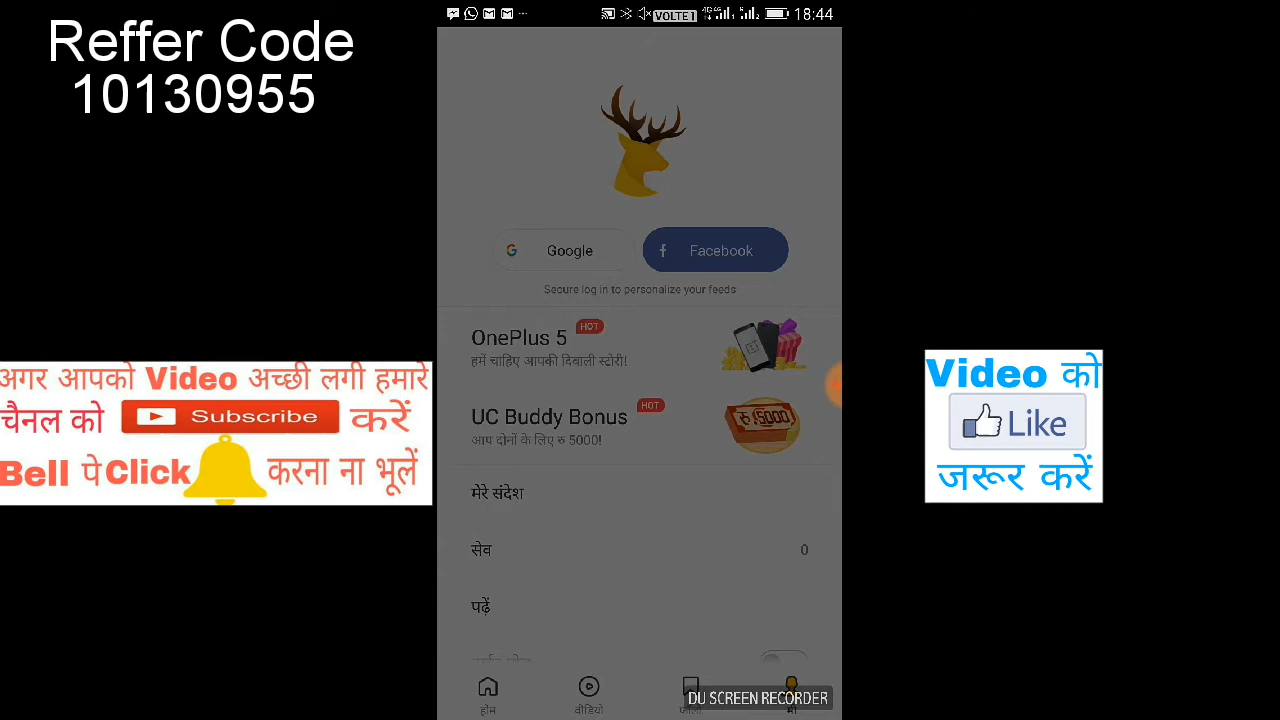 Reffer Code
10130955
VOLTE1
18:44
Google
Facebook
Secure log in to personalize your feeds
OnePlus 5 HOT
हमें चाहिए आपकी दिवाली स्टोरी!
UC Buddy Bonus HOT
आप दोनों के लिए रु 5000!
रु 5000
मेरे संदेश
सेव 0
पढ़ें
होम
वीडियो
मी
DU SCREEN RECORDER
अगर आपको Video अच्छी लगी हमारे
चैनल को Subscribe करें
Bell पे Click करना ना भूलें
Video को
Like
जरूर करें